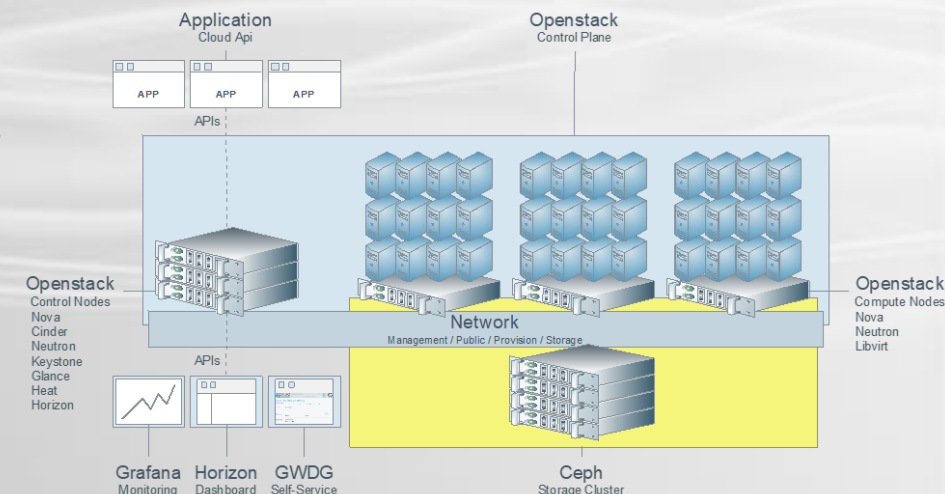 Application
Cloud Api
Openstack
Control Plane
APP
APP
APP
APIs
Openstack
Control Nodes
Nova
Cinder
Neutron
Keystone
Glance
Heat
Horizon
Openstack
Compute Nodes
Nova
Neutron
Libvirt
Network
Management / Public / Provision / Storage
APIs
Grafana
Monitoring
Horizon
Dashboard
GWDG
Self-Service
Ceph
Storage Cluster